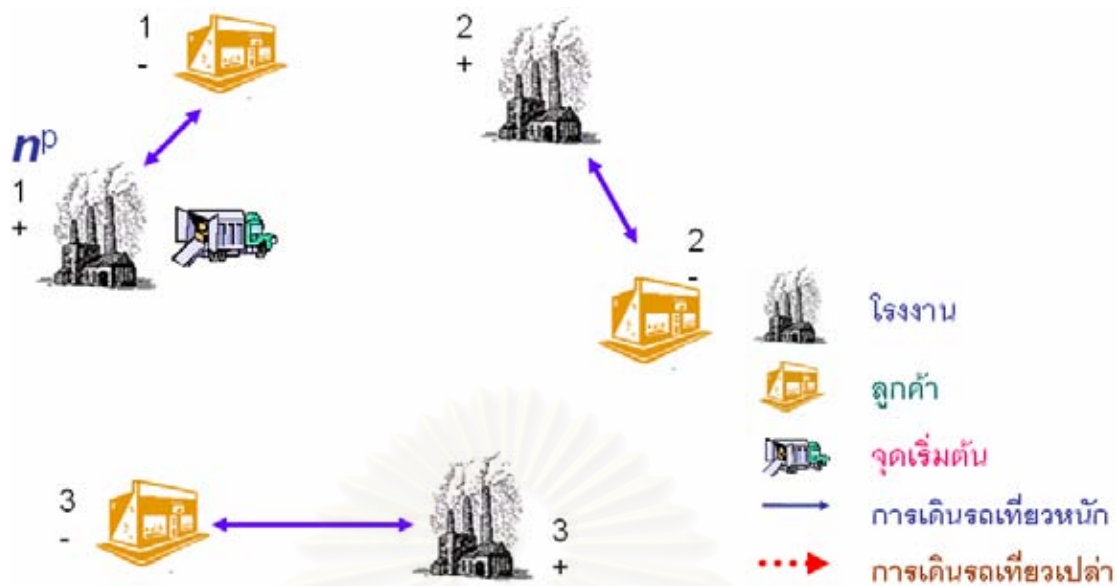 1
-
2
+
n^p
1
+
2
-
3
-
3
+
โรงงาน
ลูกค้า
จุดเริ่มต้น
การเดินรถเที่ยวหนัก
การเดินรถเที่ยวเปล่า